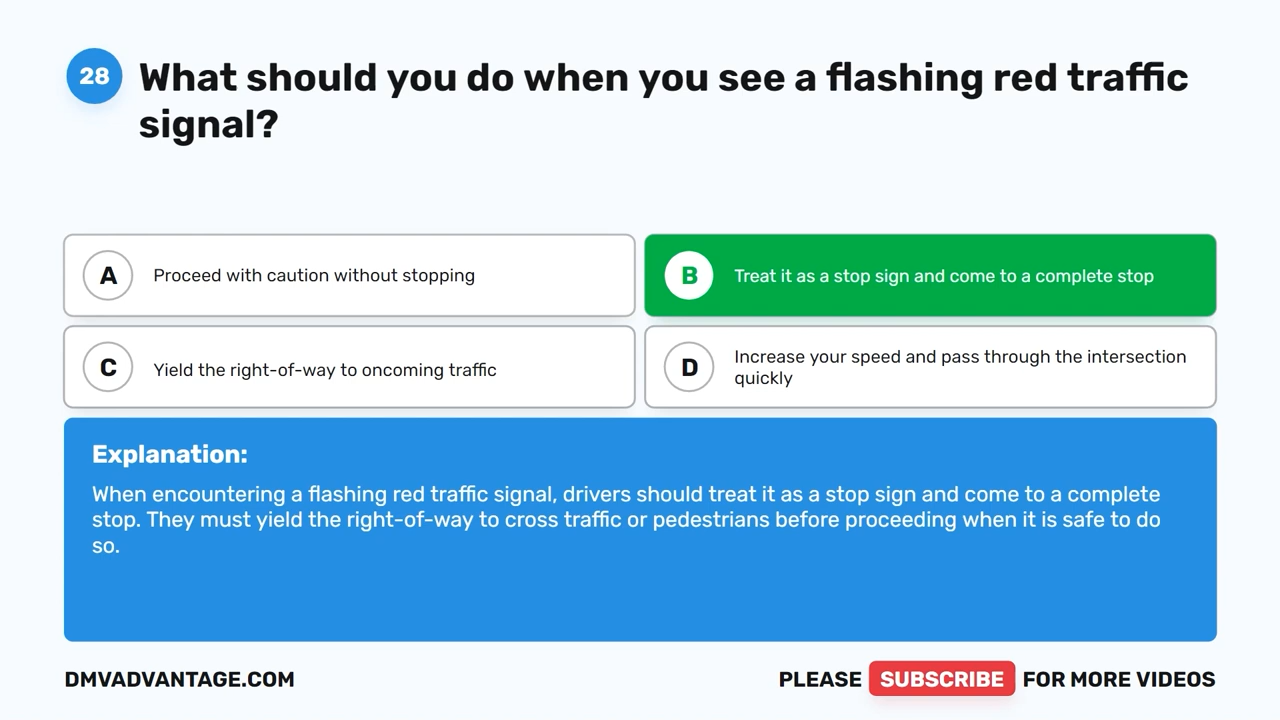 28
What should you do when you see a flashing red traffic
signal?
A
Proceed with caution without stopping
B
Treat it as a stop sign and come to a complete stop
C
Yield the right-of-way to oncoming traffic
D
Increase your speed and pass through the intersection
quickly
Explanation:
When encountering a flashing red traffic signal, drivers should treat it as a stop sign and come to a complete
stop. They must yield the right-of-way to cross traffic or pedestrians before proceeding when it is safe to do
so.
DMVADVANTAGE.COM
PLEASE SUBSCRIBE FOR MORE VIDEOS